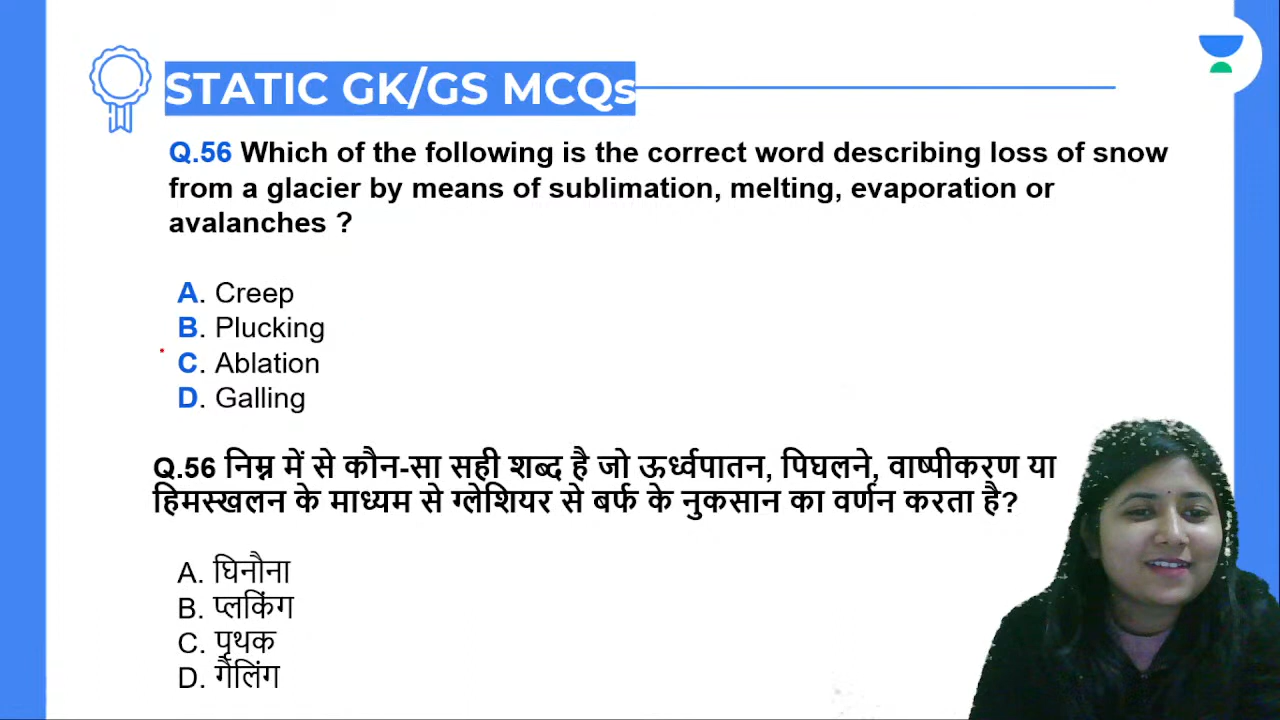 STATIC GK/GS MCQs
Q.56 Which of the following is the correct word describing loss of snow
from a glacier by means of sublimation, melting, evaporation or
avalanches ?
A. Creep
B. Plucking
C. Ablation
D. Galling
Q.56 निम्न में से कौन-सा सही शब्द है जो ऊर्ध्वपातन, पिघलने, वाष्पीकरण या
हिमस्खलन के माध्यम से ग्लेशियर से बर्फ के नुकसान का वर्णन करता है?
A. घिनौना
B. प्लकिंग
C. पृथक
D. गैलिंग